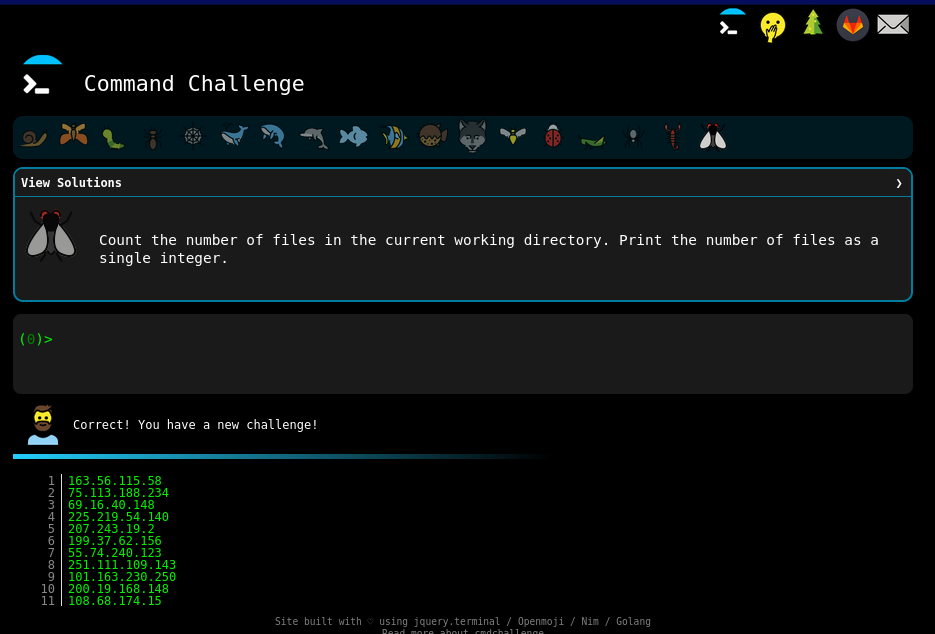 Command Challenge
View Solutions
Count the number of files in the current working directory. Print the number of files as a
single integer.
(0)>
Correct! You have a new challenge!
1 163.56.115.58
2 75.113.188.234
3 69.16.40.148
4 225.219.54.140
5 207.243.19.2
6 199.37.62.156
7 55.74.240.123
8 251.111.109.143
9 101.163.230.250
10 200.19.168.148
11 108.68.174.15
Site built with ♡ using jquery.terminal / Openmoji / Nim / Golang
Read more about cmdchallenge